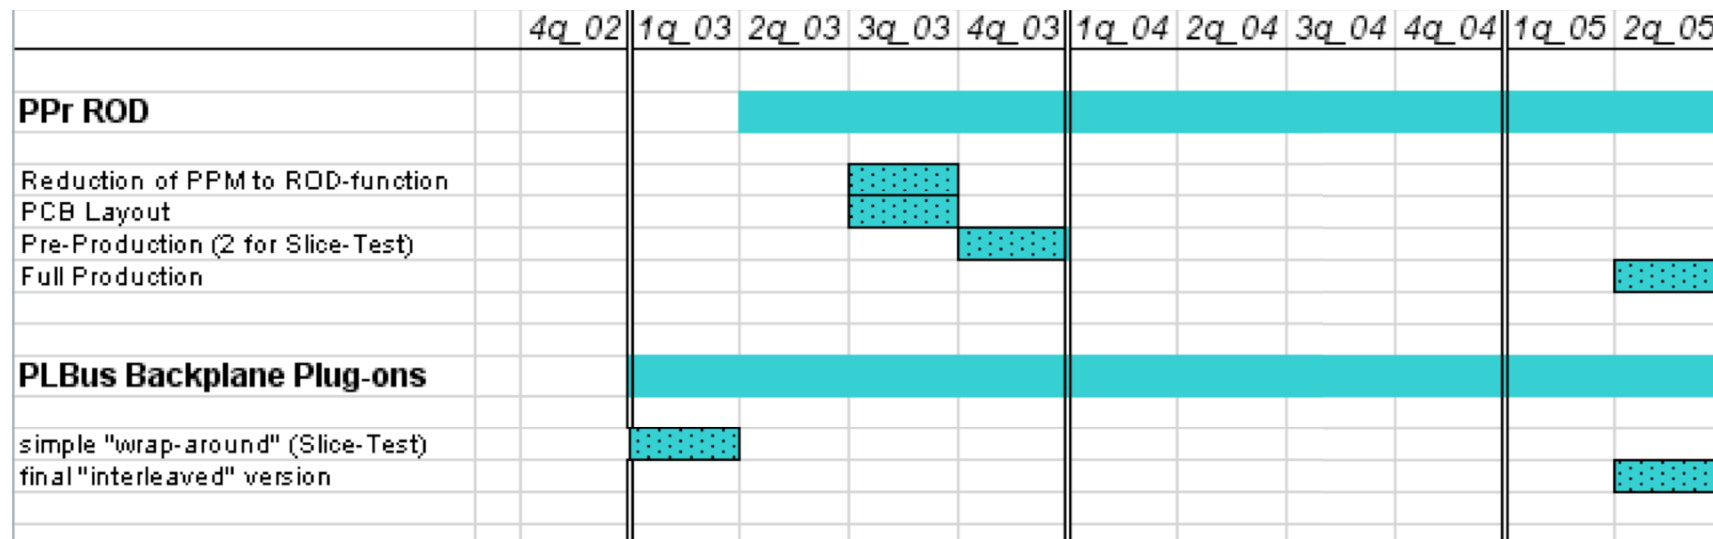 4q_02 1q_03 2q_03 3q_03 4q_03 1q_04 2q_04 3q_04 4q_04 1q_05 2q_05
PPr ROD
Reduction of PPM to ROD-function
PCB Layout
Pre-Production (2 for Slice-Test)
Full Production
PLBus Backplane Plug-ons
simple "wrap-around" (Slice-Test)
final "interleaved" version